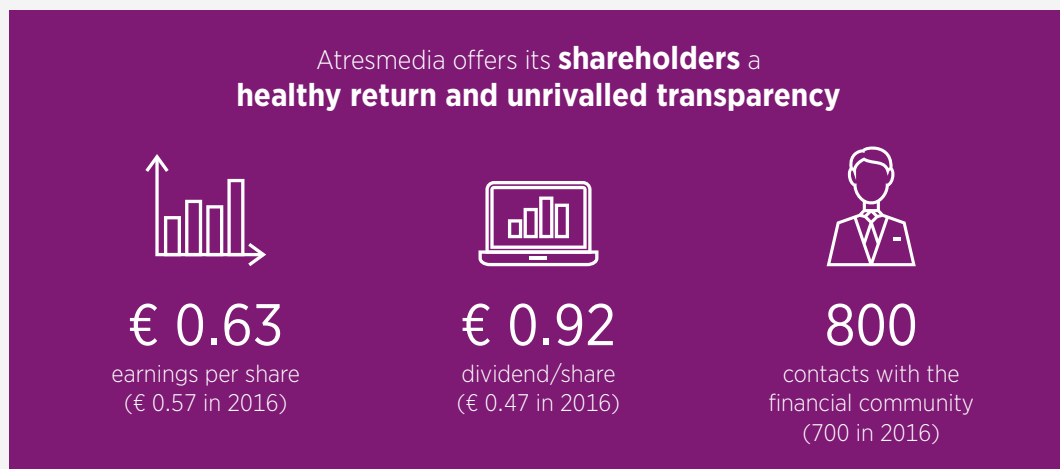 Atresmedia offers its shareholders a
healthy return and unrivalled transparency
€ 0.63
earnings per share
(€ 0.57 in 2016)
€ 0.92
dividend/share
(€ 0.47 in 2016)
800
contacts with the
financial community
(700 in 2016)